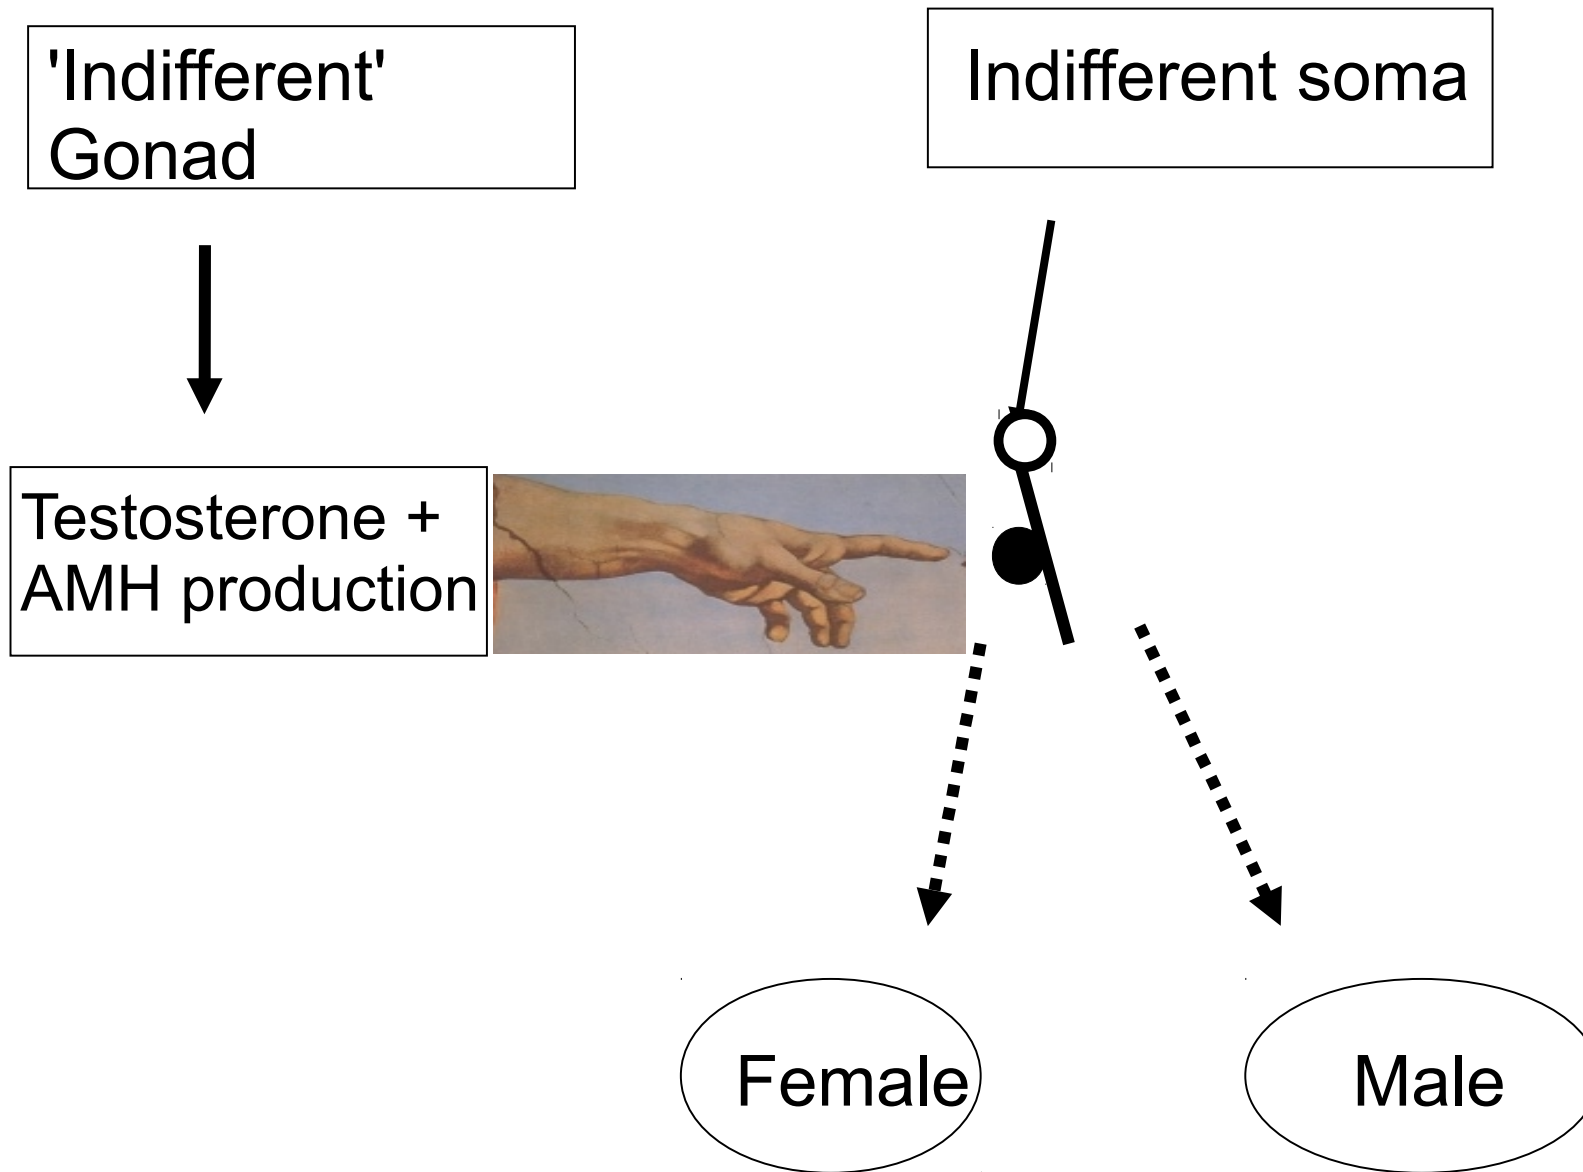 'Indifferent'
Gonad
Indifferent soma
Testosterone +
AMH production
Female
Male